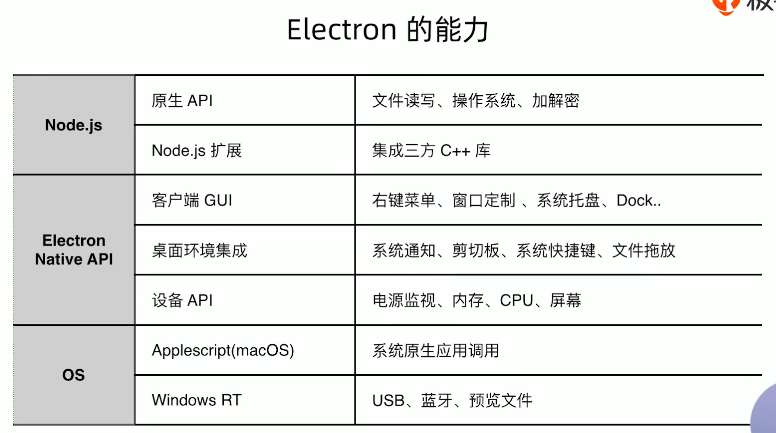 Electron 的能力
Node.js
原生 API
文件读写、操作系统、加解密
Node.js 扩展
集成三方 C++ 库
Electron
Native API
客户端 GUI
右键菜单、窗口定制 、系统托盘、Dock..
桌面环境集成
系统通知、剪切板、系统快捷键、文件拖放
设备 API
电源监视、内存、CPU、屏幕
OS
Applescript(macOS)
系统原生应用调用
Windows RT
USB、蓝牙、预览文件